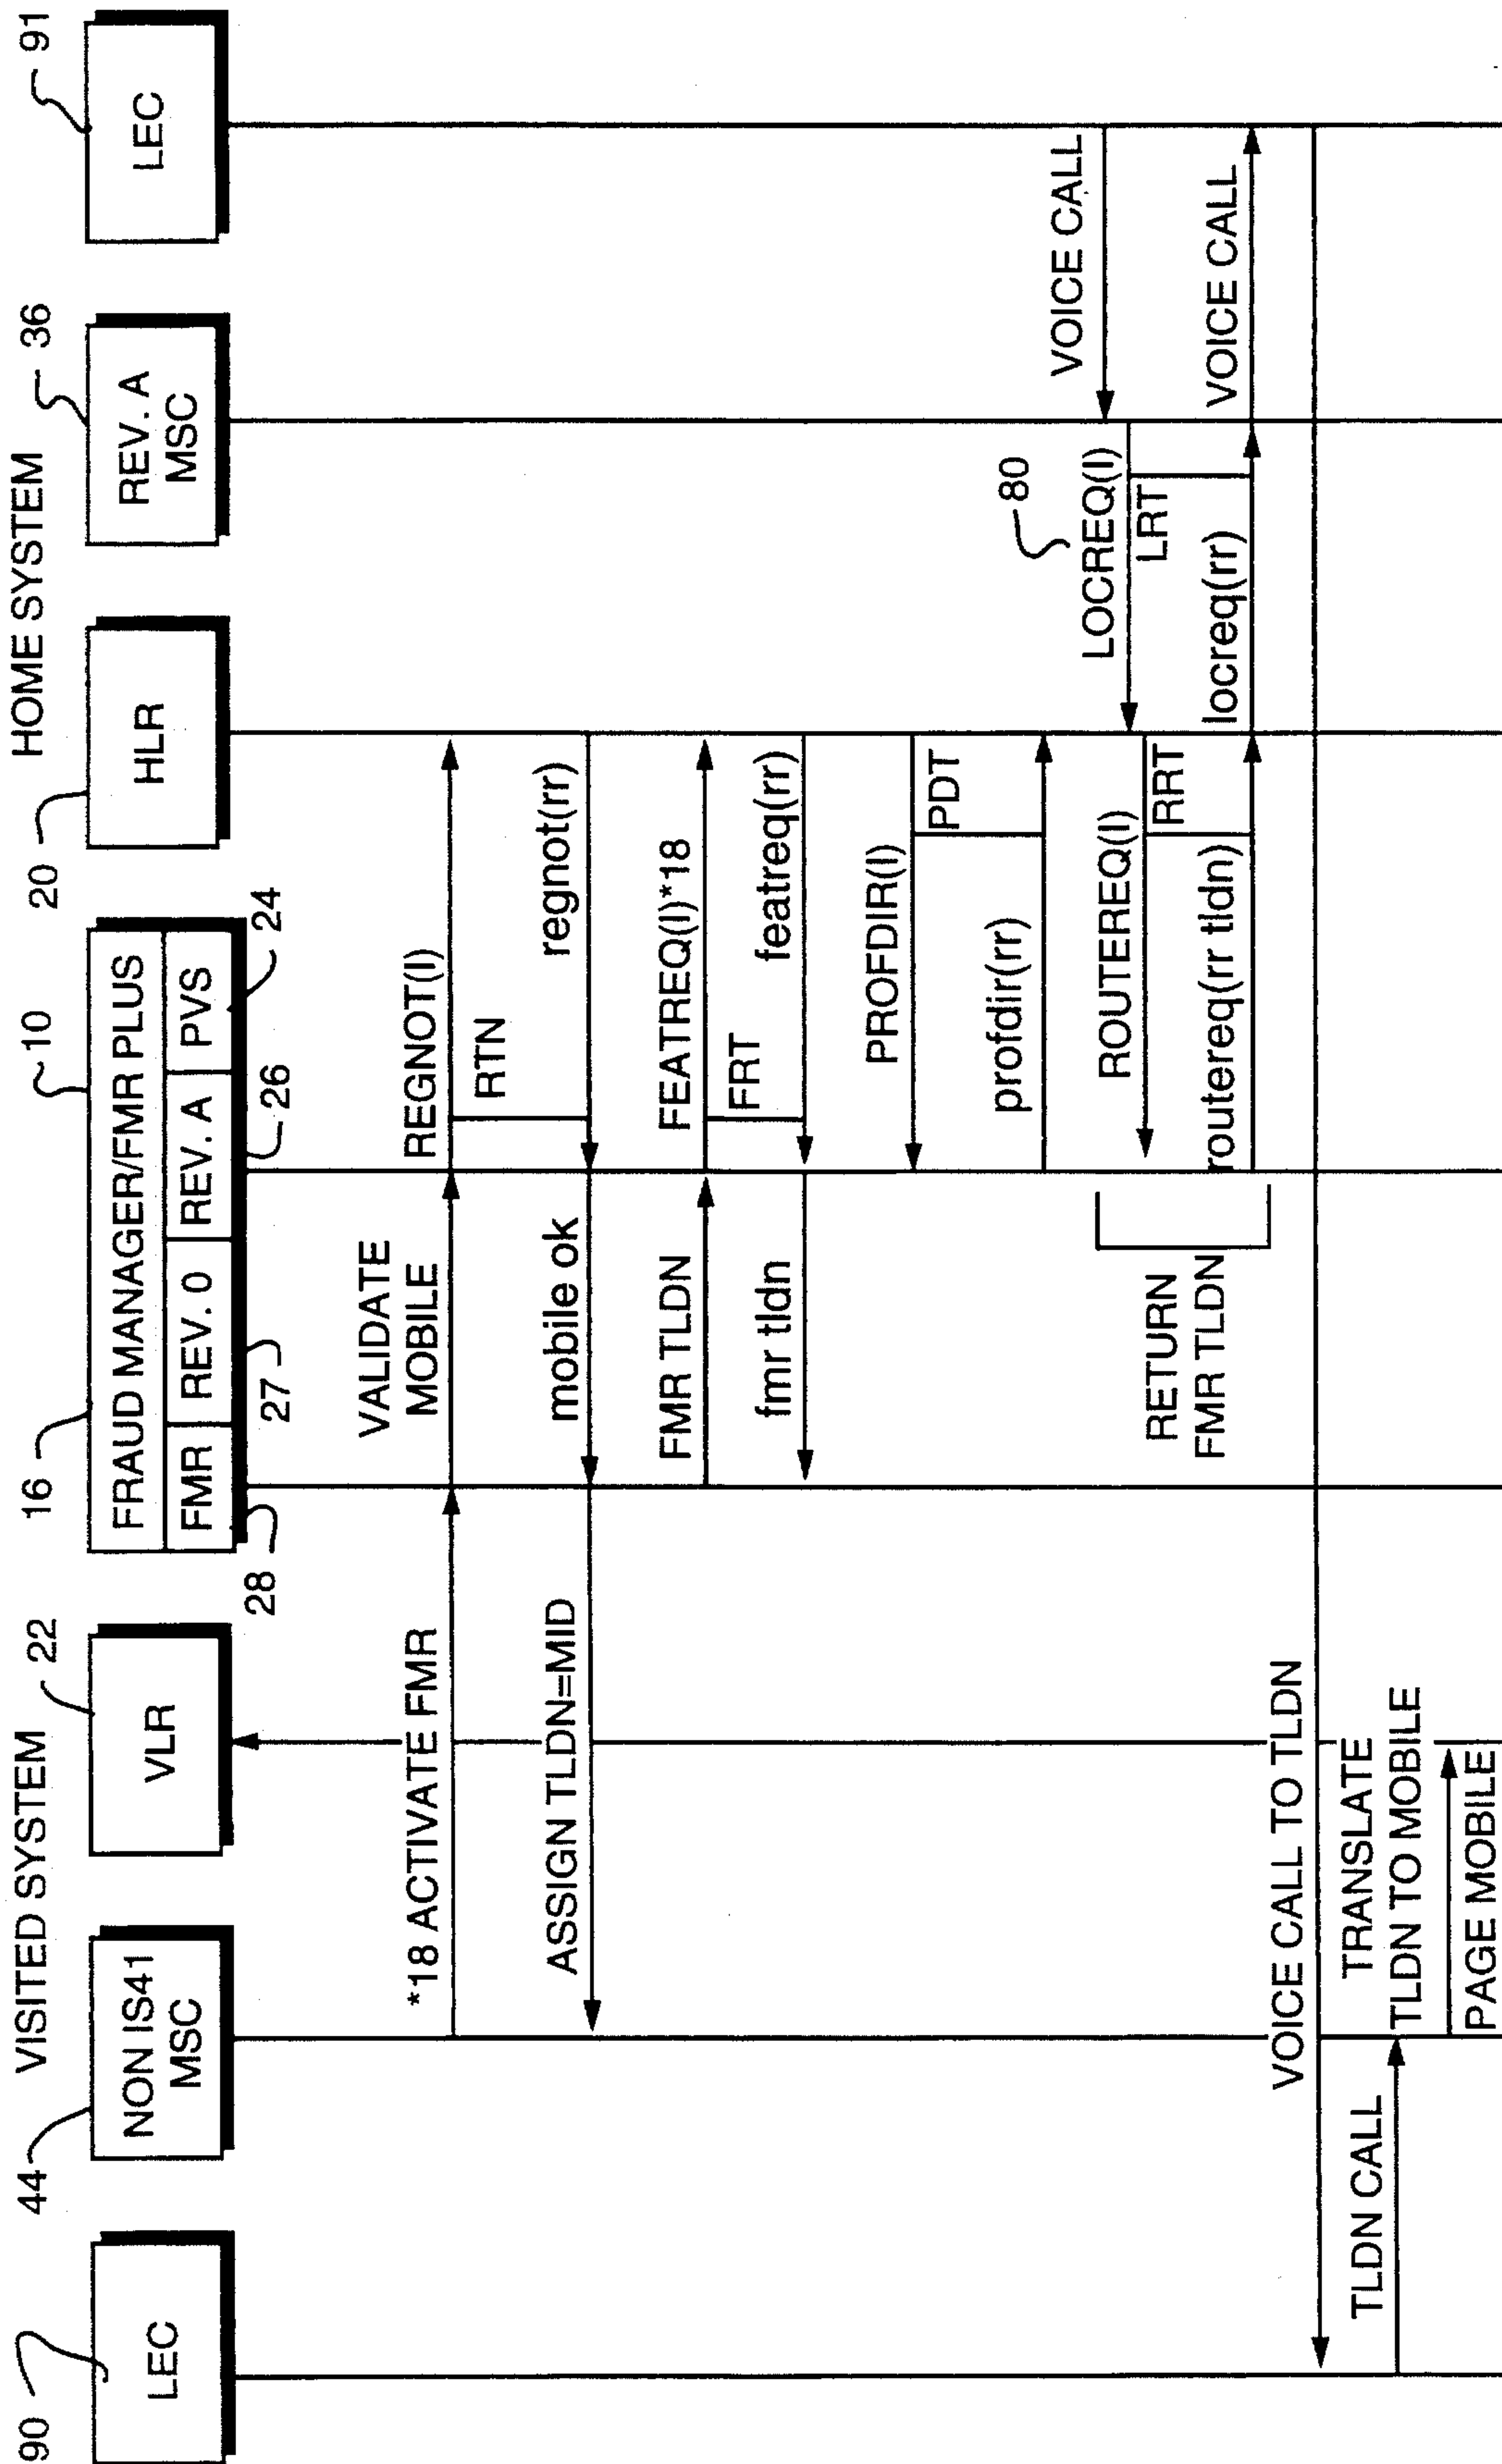 VISITED SYSTEM
HOME SYSTEM
90
44
22
16
10
20
36
91
LEC
NON IS41
MSC
VLR
FRAUD MANAGER/FMR PLUS
FMR
REV. 0
REV. A
PVS
HLR
REV. A
MSC
LEC
28
27
26
24
*18 ACTIVATE FMR
VALIDATE
MOBILE
REGNOT(I)
RTN
ASSIGN TLDN=MID
mobile ok
regnot(rr)
FMR TLDN
FEATREQ(I)*18
FRT
fmr tldn
featreq(rr)
PROFDIR(I)
PDT
profdir(rr)
VOICE CALL
80
LOCREQ(I)
LRT
ROUTEREQ(I)
RRT
RETURN
FMR TLDN
routereq(rr tldn)
locreq(rr)
VOICE CALL
VOICE CALL TO TLDN
TLDN CALL
TRANSLATE
TLDN TO MOBILE
PAGE MOBILE